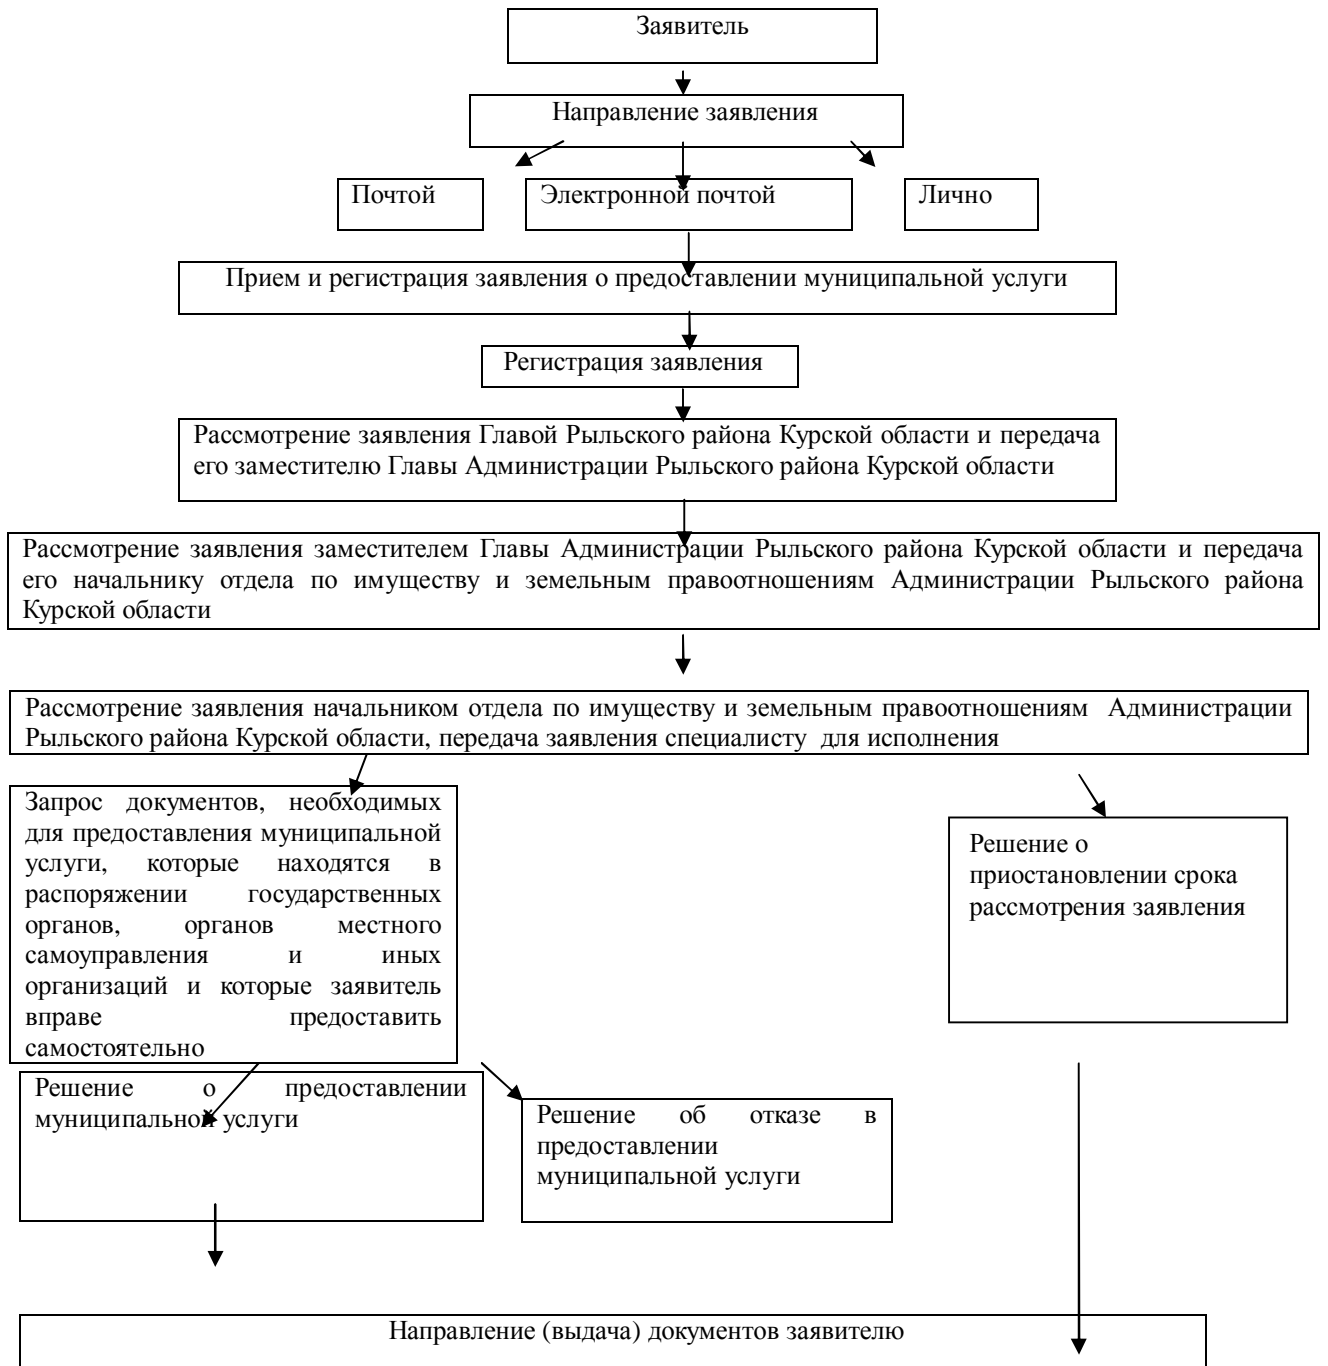 Заявитель
Направление заявления
Почтой
Электронной почтой
Лично
Прием и регистрация заявления о предоставлении муниципальной услуги
Регистрация заявления
Рассмотрение заявления Главой Рыльского района Курской области и передача
его заместителю Главы Администрации Рыльского района Курской области
Рассмотрение заявления заместителем Главы Администрации Рыльского района Курской области и передача
его начальнику отдела по имуществу и земельным правоотношениям Администрации Рыльского района
Курской области
Рассмотрение заявления начальником отдела по имуществу и земельным правоотношениям Администрации
Рыльского района Курской области, передача заявления специалисту для исполнения
Запрос документов, необходимых
для предоставления муниципальной
услуги, которые находятся в
распоряжении государственных
органов, органов местного
самоуправления и иных
организаций и которые заявитель
вправе предоставить
самостоятельно
Решение о
приостановлении срока
рассмотрения заявления
Решение о предоставлении
муниципальной услуги
Решение об отказе в
предоставлении
муниципальной услуги
Направление (выдача) документов заявителю